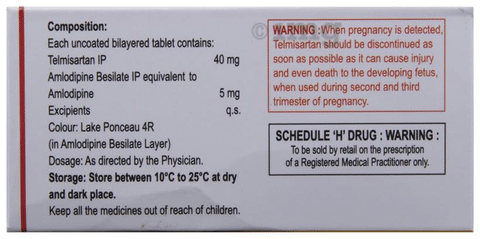 Composition:
Each uncoated bilayered tablet contains:
Telmisartan IP 40 mg
Amlodipine Besilate IP equivalent to
Amlodipine 5 mg
Excipients q.s.
Colour: Lake Ponceau 4R
(in Amlodipine Besilate Layer)
Dosage: As directed by the Physician.
Storage: Store between 10°C to 25°C at dry
and dark place.
Keep all the medicines out of reach of children.
WARNING : When pregnancy is detected,
Telmisartan should be discontinued as
soon as possible as it can cause injury
and even death to the developing fetus,
when used during second and third
trimester of pregnancy.
SCHEDULE 'H' DRUG : WARNING :
To be sold by retail on the prescription
of a Registered Medical Practitioner only.